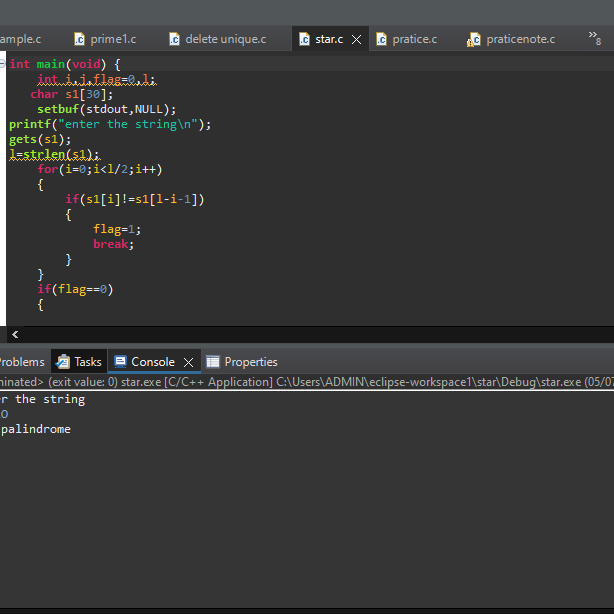 ample.c prime1.c delete unique.c star.c pratice.c praticenote.c 8
int main(void) {
int i,j,flag=0,l;
char s1[30];
setbuf(stdout,NULL);
printf("enter the string\n");
gets(s1);
l=strlen(s1);
for(i=0;i<l/2;i++)
{
if(s1[i]!=s1[l-i-1])
{
flag=1;
break;
}
}
if(flag==0)
{
roblems Tasks Console Properties
minated> (exit value: 0) star.exe [C/C++ Application] C:\Users\ADMIN\eclipse-workspace1\star\Debug\star.exe (05/07
r the string
palindrome